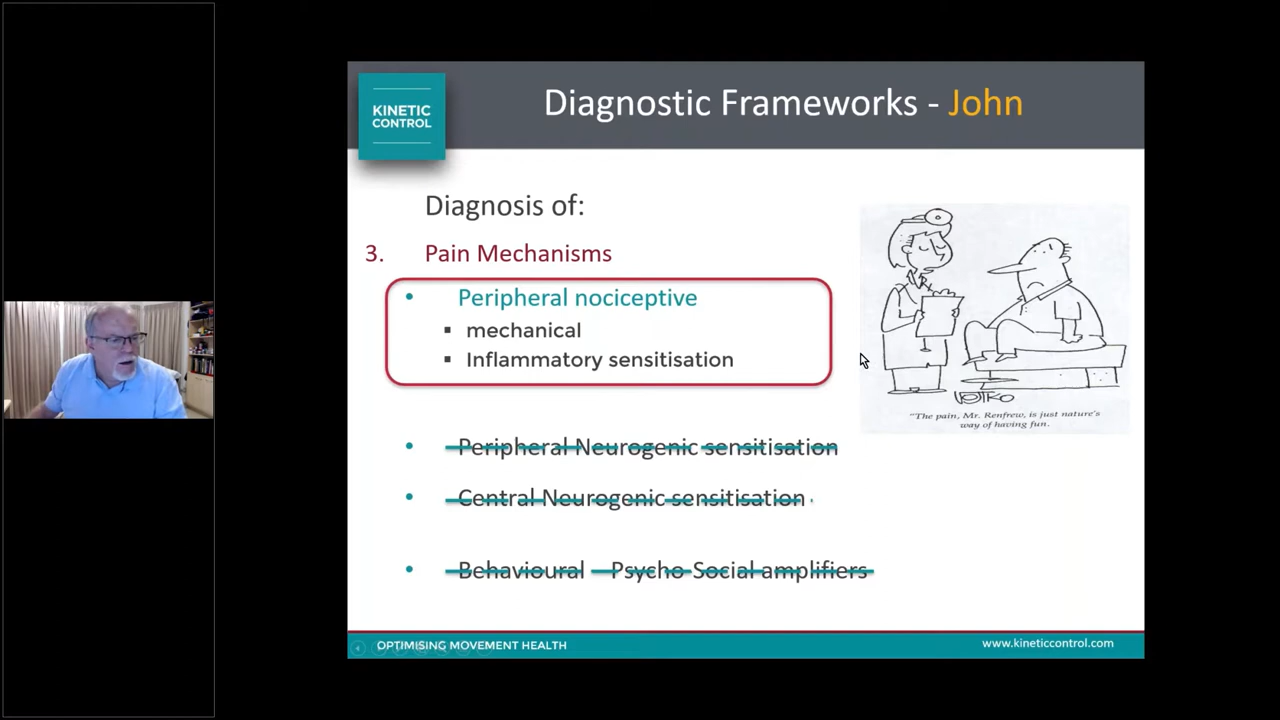 KINETIC
CONTROL
Diagnostic Frameworks - John
Diagnosis of:
3. Pain Mechanisms
• Peripheral nociceptive
▪ mechanical
▪ Inflammatory sensitisation
• Peripheral Neurogenic sensitisation
• Central Neurogenic sensitisation
• Behavioural – Psycho Social amplifiers
"The pain, Mr. Renfrew, is just nature's
way of having fun.
OPTIMISING MOVEMENT HEALTH
www.kineticcontrol.com